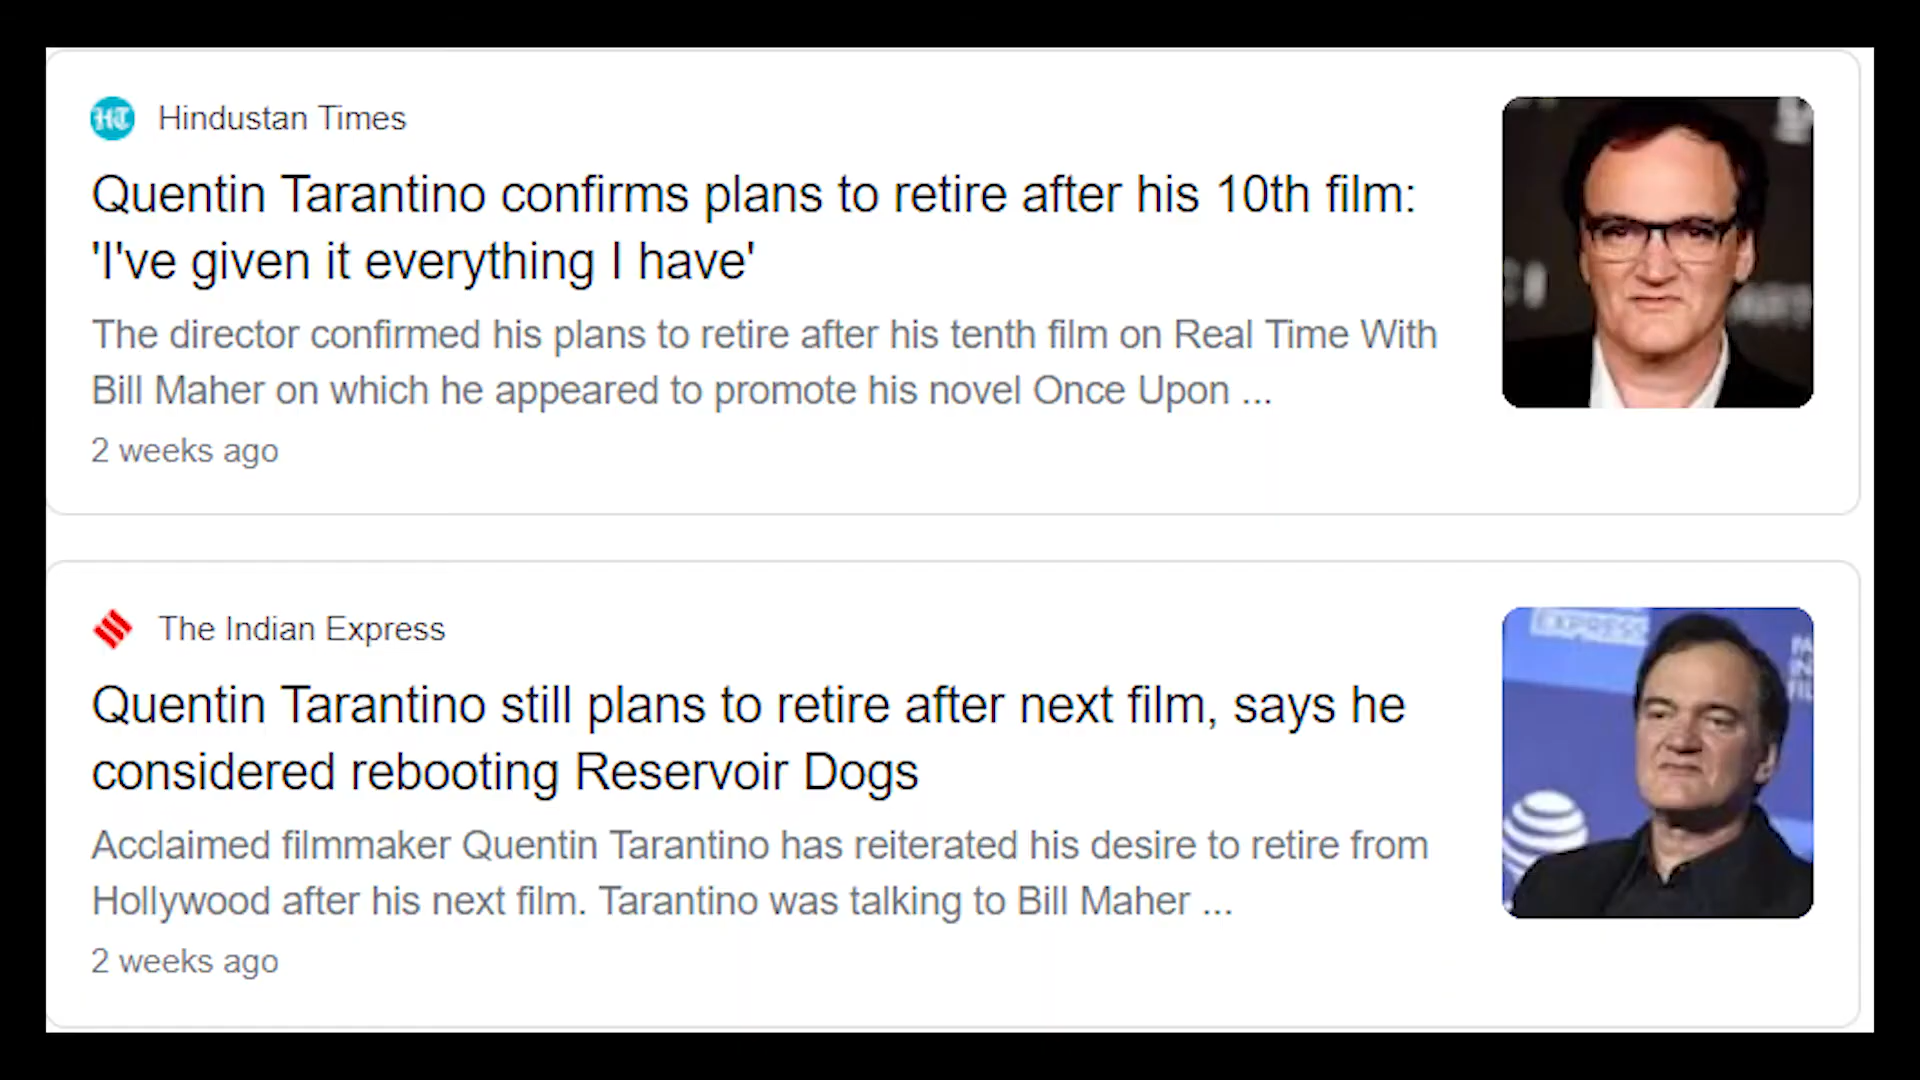 HT Hindustan Times
Quentin Tarantino confirms plans to retire after his 10th film:
'I've given it everything I have'
The director confirmed his plans to retire after his tenth film on Real Time With
Bill Maher on which he appeared to promote his novel Once Upon ...
2 weeks ago
The Indian Express
EXPRESS
Quentin Tarantino still plans to retire after next film, says he
considered rebooting Reservoir Dogs
Acclaimed filmmaker Quentin Tarantino has reiterated his desire to retire from
Hollywood after his next film. Tarantino was talking to Bill Maher ...
2 weeks ago